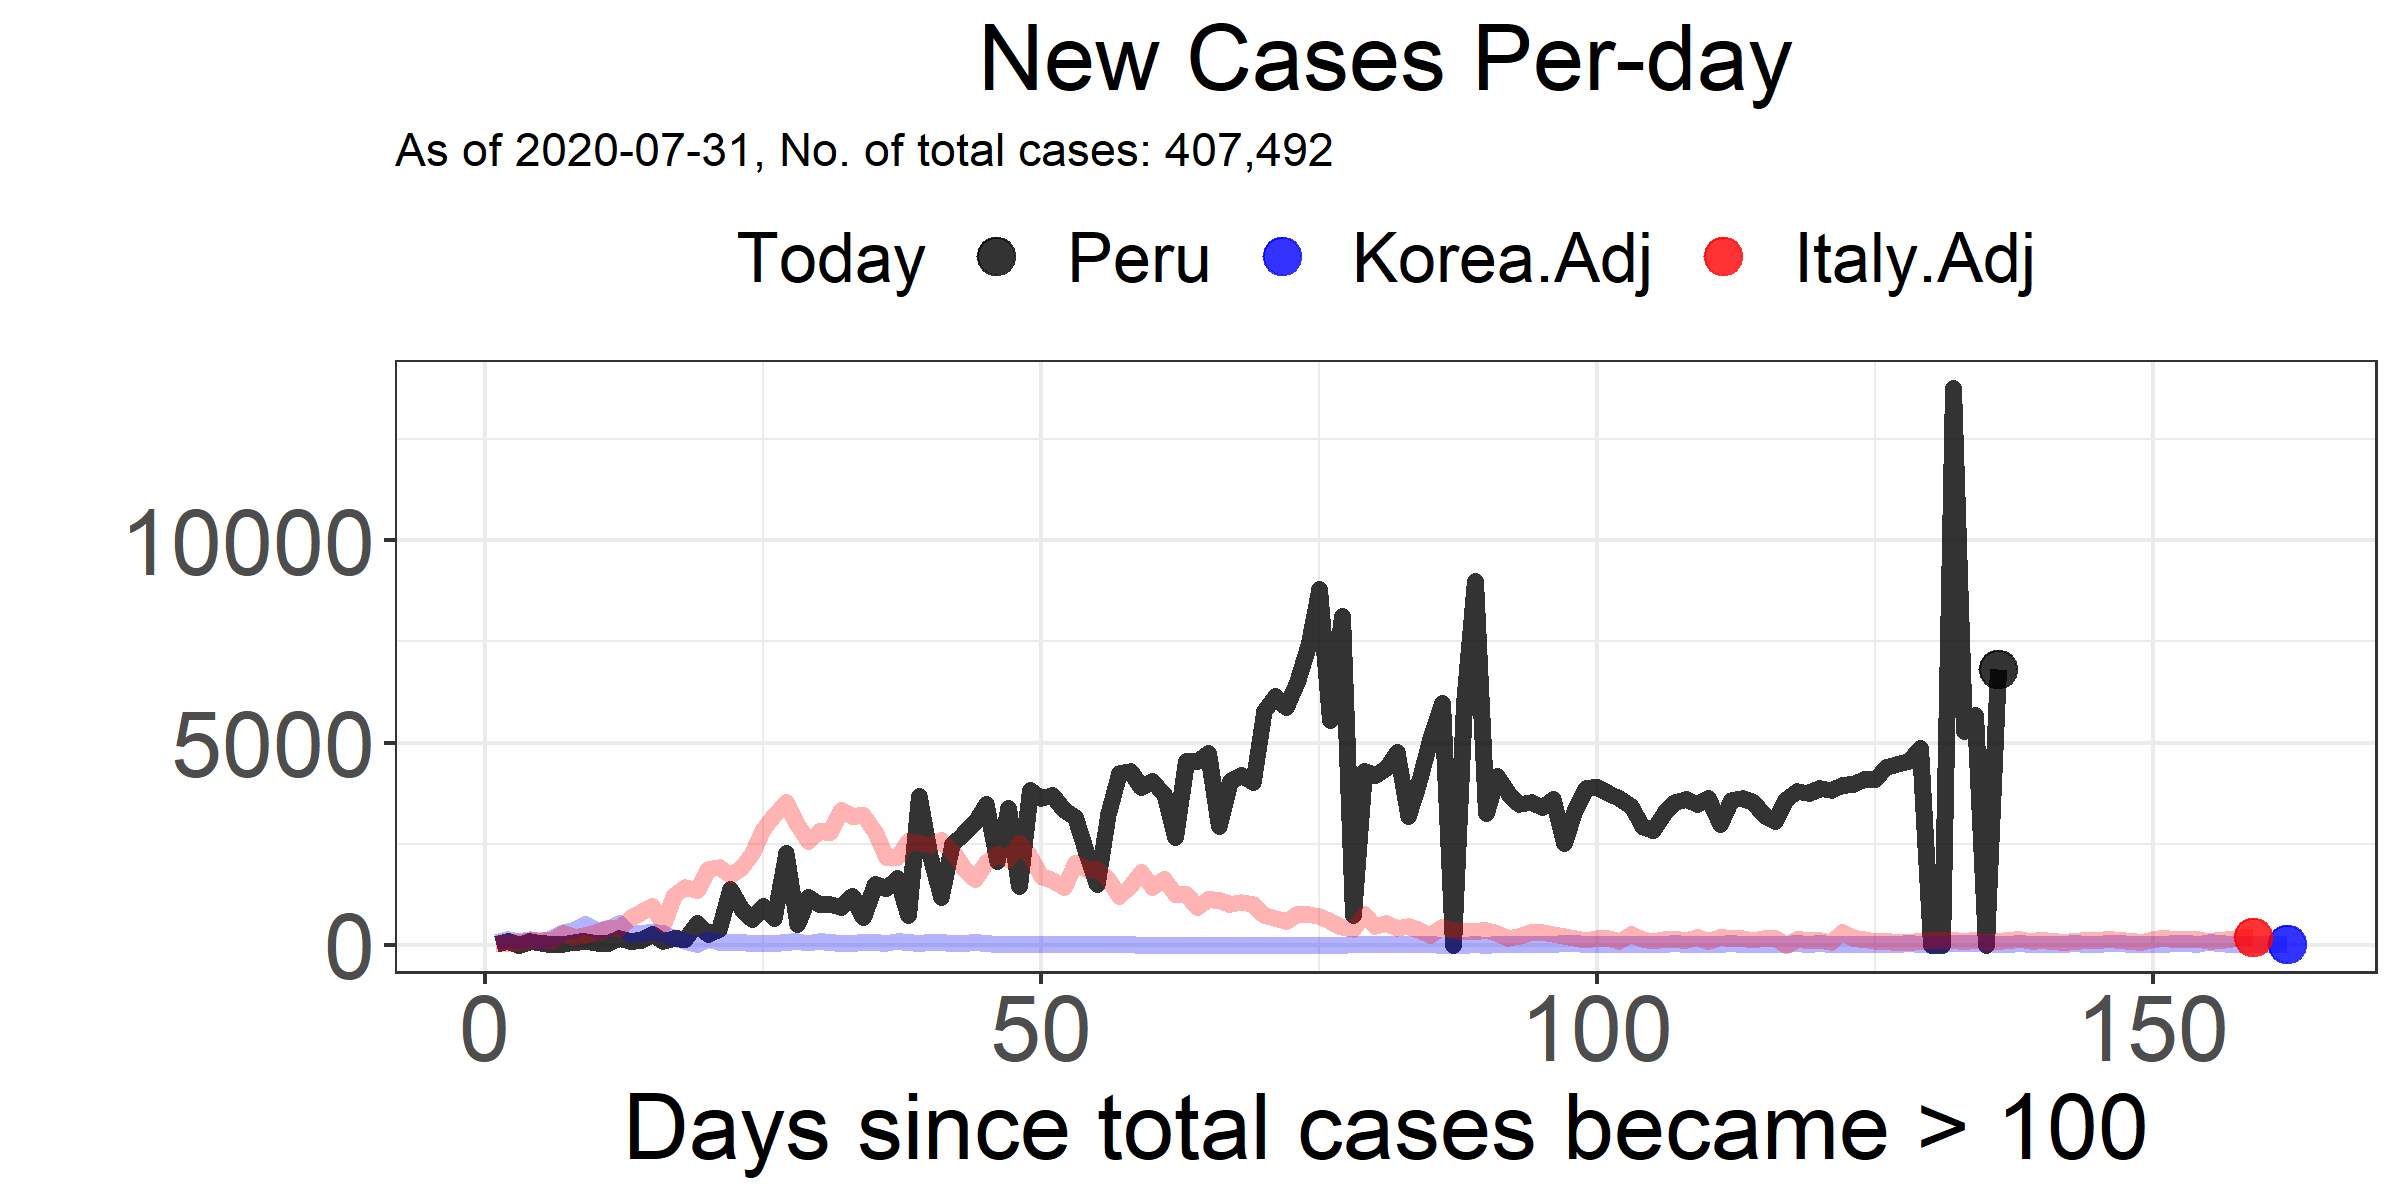 New Cases Per-day
As of 2020-07-31, No. of total cases: 407,492
Today Peru Korea.Adj Italy.Adj
10000
5000
0
0 50 100 150
Days since total cases became > 100